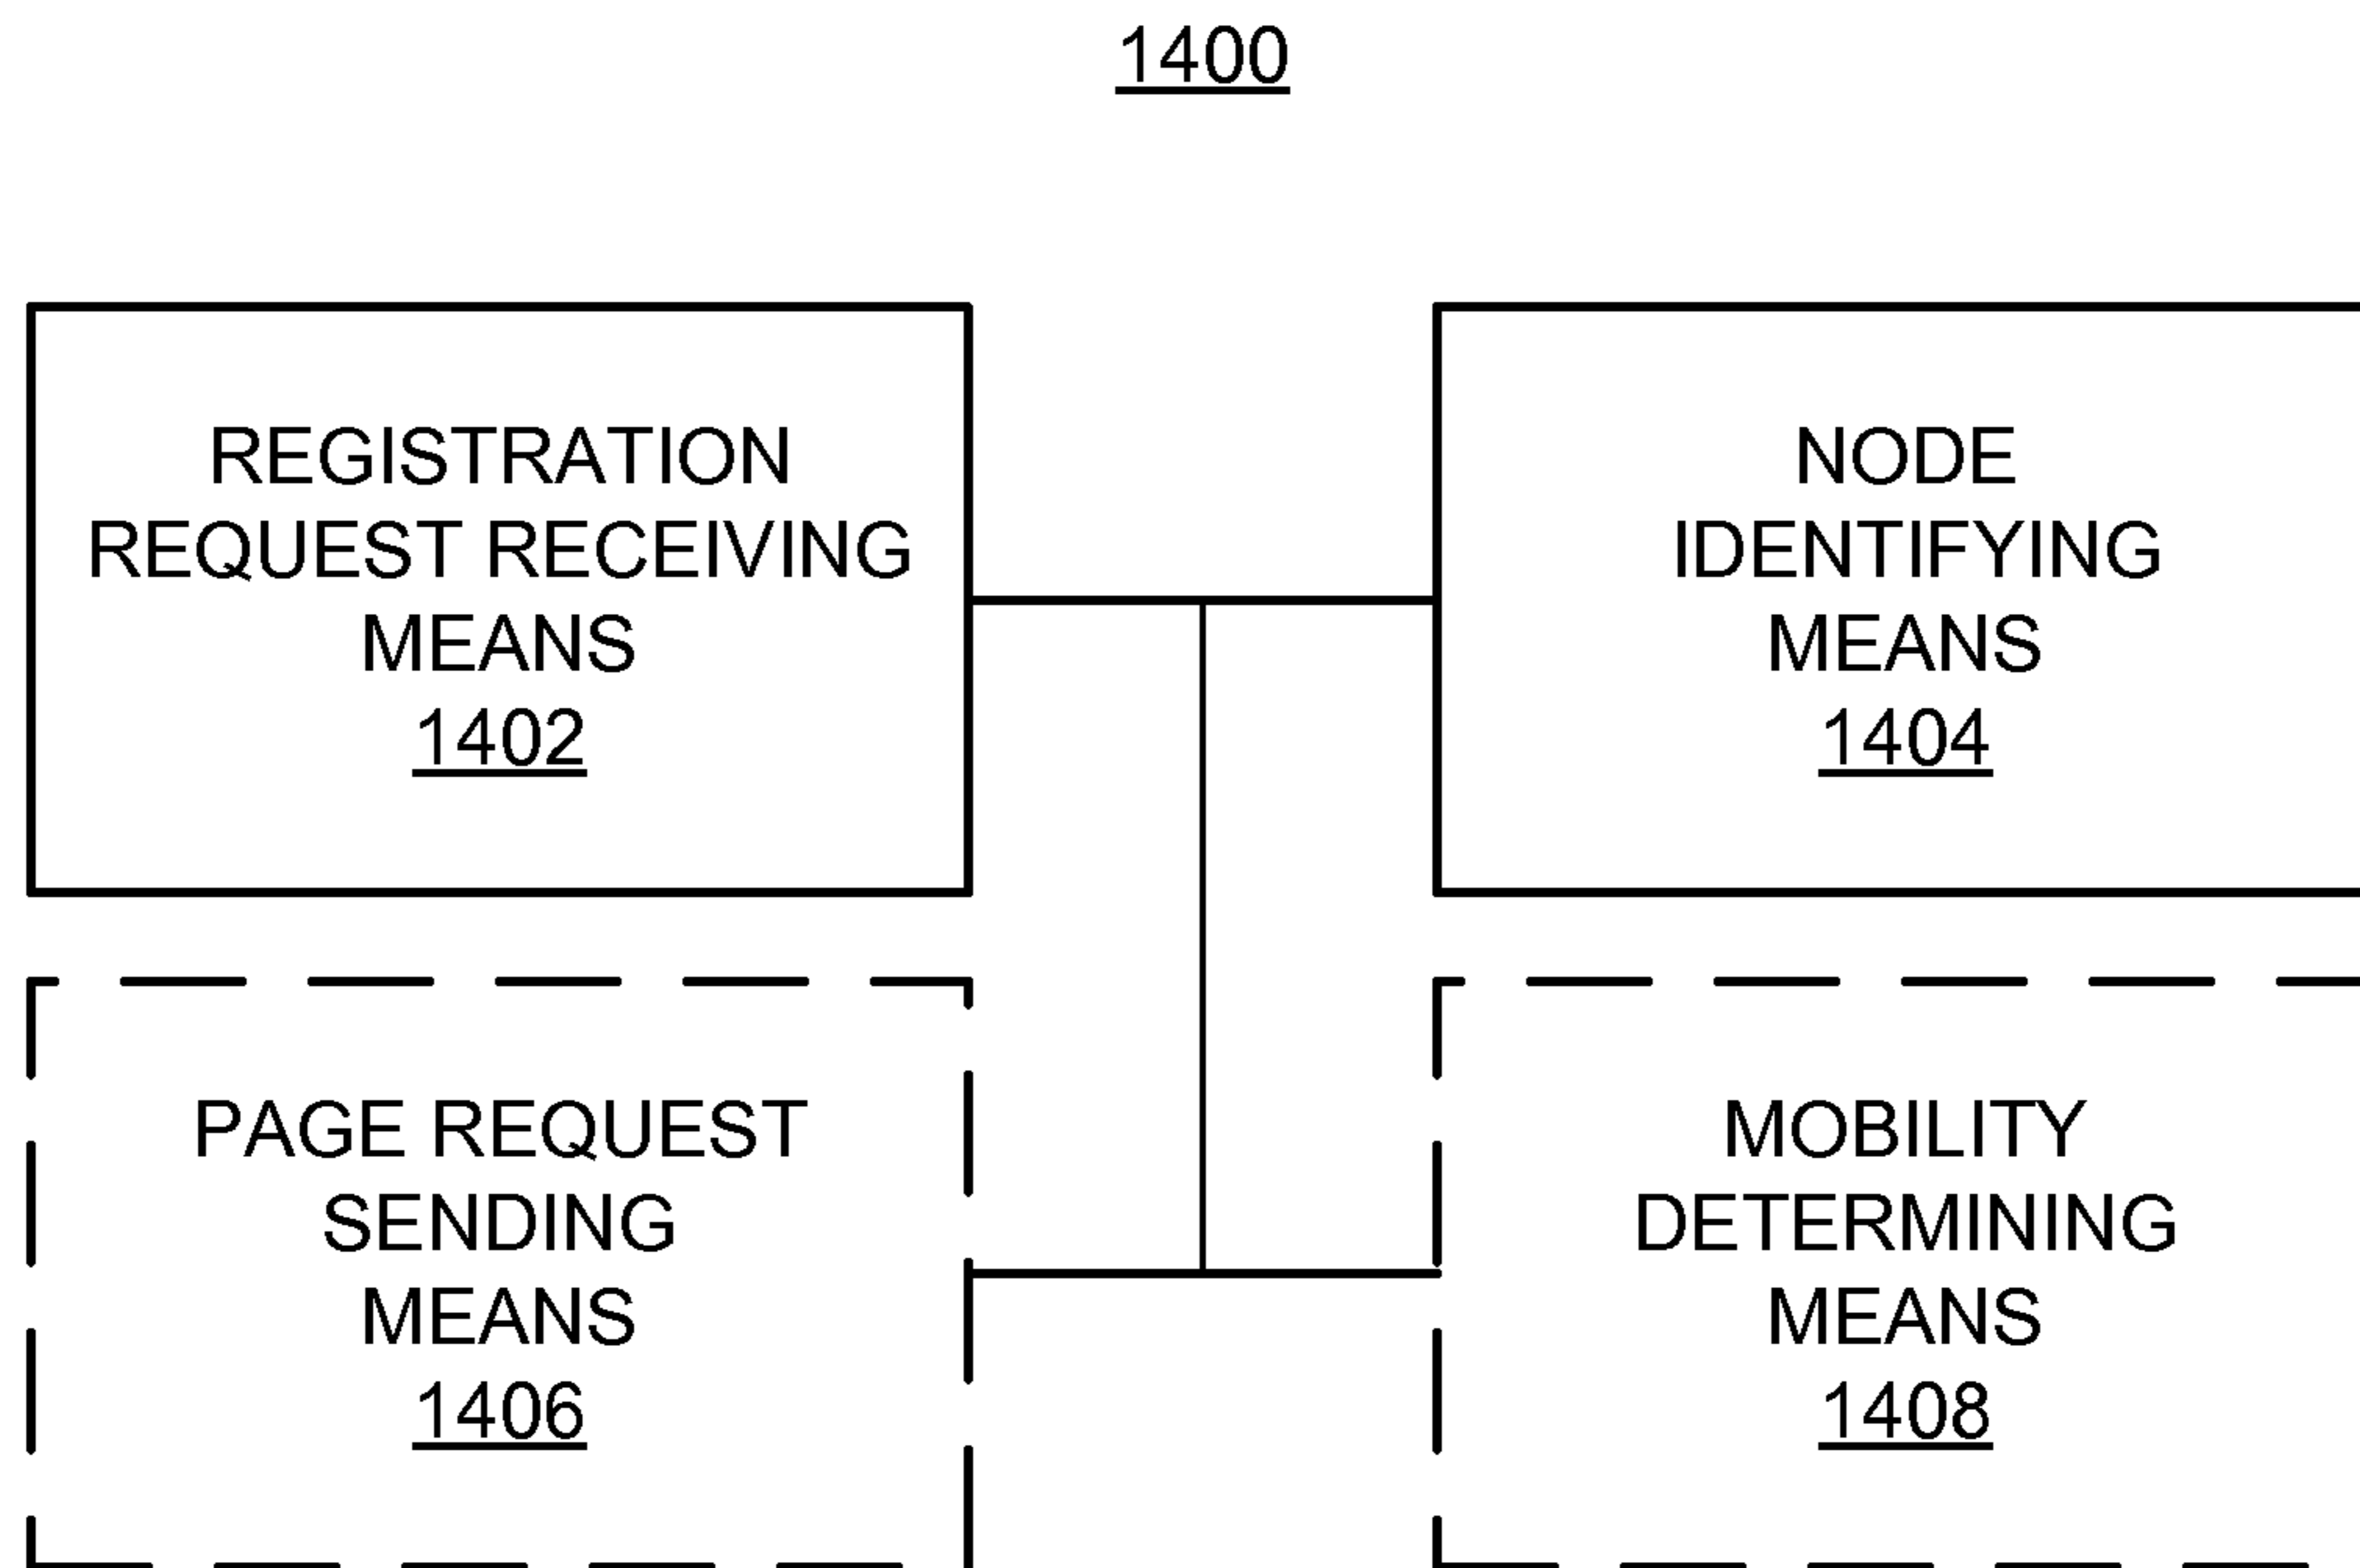 1400
REGISTRATION
REQUEST RECEIVING
MEANS
1402
NODE
IDENTIFYING
MEANS
1404
PAGE REQUEST
SENDING
MEANS
1406
MOBILITY
DETERMINING
MEANS
1408